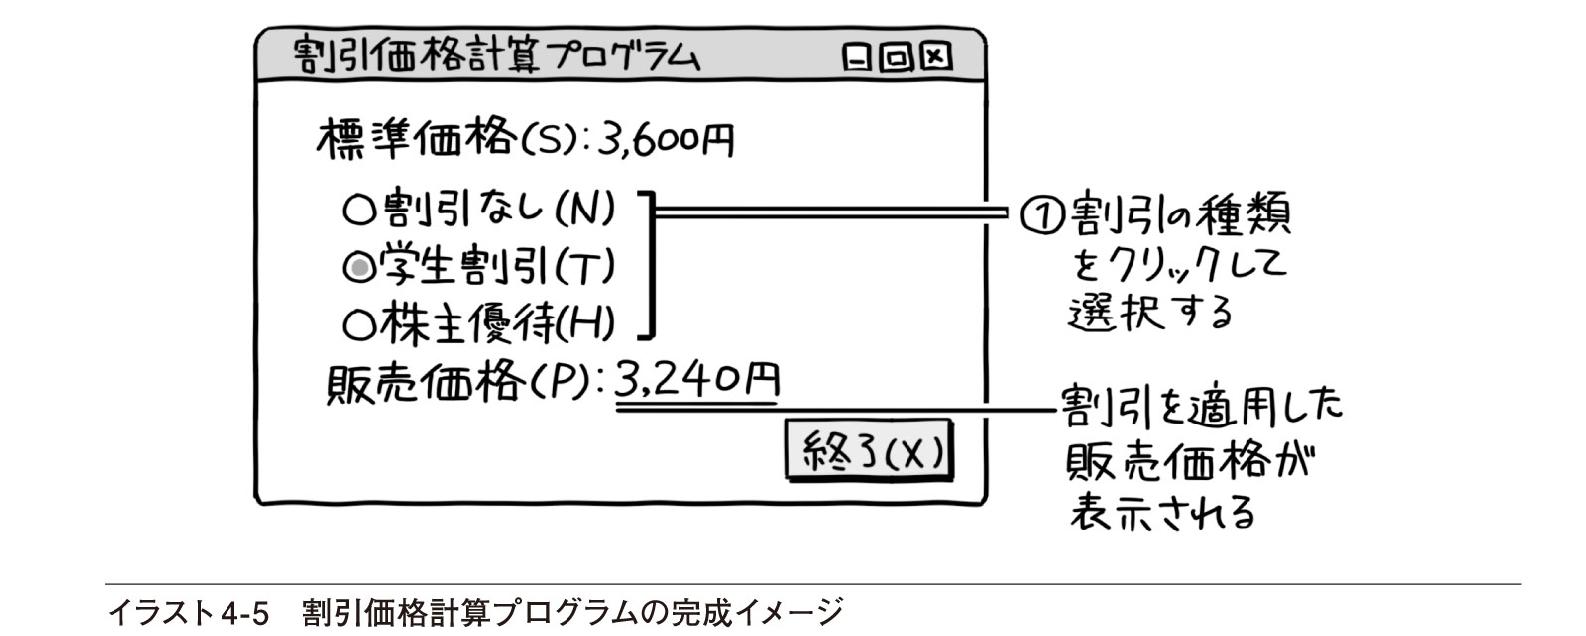 割引価格計算プログラム
標準価格(S):3,600円
割引なし(N)
学生割引(T)
株主優待(H)
販売価格(P):3,240円
終了(X)
①割引の種類
をクリックして
選択する
割引を適用した
販売価格が
表示される
イラスト4-5 割引価格計算プログラムの完成イメージ